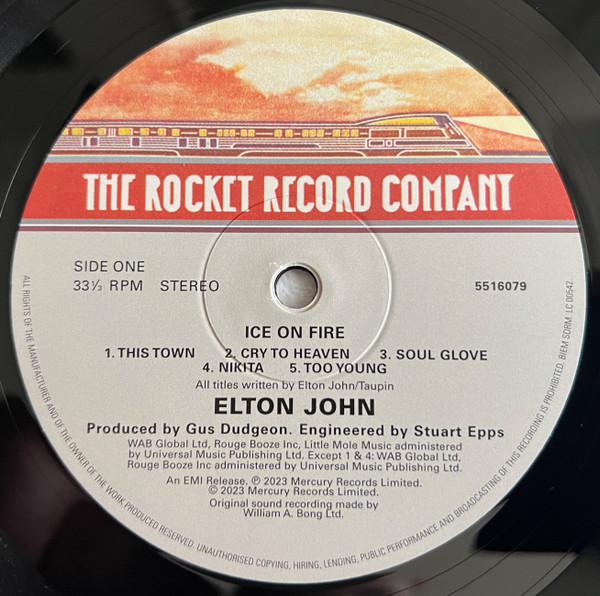 THE ROCKET RECORD COMPANY
SIDE ONE
33⅓ RPM STEREO
5516079
ICE ON FIRE
1. THIS TOWN 2. CRY TO HEAVEN 3. SOUL GLOVE
4. NIKITA 5. TOO YOUNG
All titles written by Elton John/Taupin
ELTON JOHN
Produced by Gus Dudgeon. Engineered by Stuart Epps
WAB Global Ltd, Rouge Booze Inc, Little Mole Music administered
by Universal Music Publishing Ltd. Except 1 & 4: WAB Global Ltd,
Rouge Booze Inc administered by Universal Music Publishing Ltd.
An EMI Release. ℗ 2023 Mercury Records Limited.
© 2023 Mercury Records Limited.
Original sound recording made by
William A. Bong Ltd.
ALL RIGHTS OF THE MANUFACTURER AND OF THE OWNER OF THE WORK PRODUCED RESERVED. UNAUTHORISED COPYING, HIRING, LENDING, PUBLIC PERFORMANCE AND BROADCASTING OF THIS RECORDING IS PROHIBITED. BIEM SDRM. LC 00542.